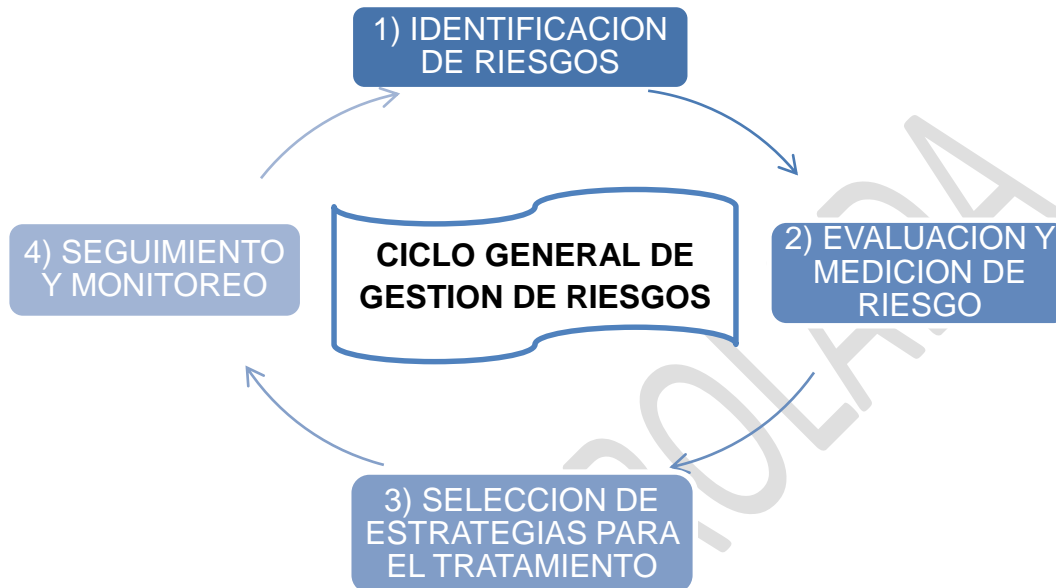 1) IDENTIFICACION
DE RIESGOS
CICLO GENERAL DE
GESTION DE RIESGOS
2) EVALUACION Y
MEDICION DE
RIESGO
3) SELECCION DE
ESTRATEGIAS PARA
EL TRATAMIENTO
4) SEGUIMIENTO
Y MONITOREO